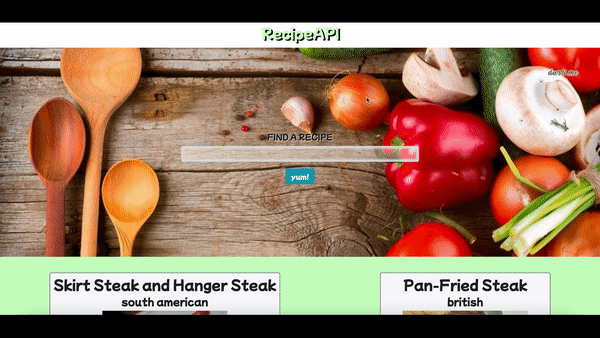 RecipeAPI
FIND A RECIPE
yum!
Skirt Steak and Hanger Steak
south american
Pan-Fried Steak
british